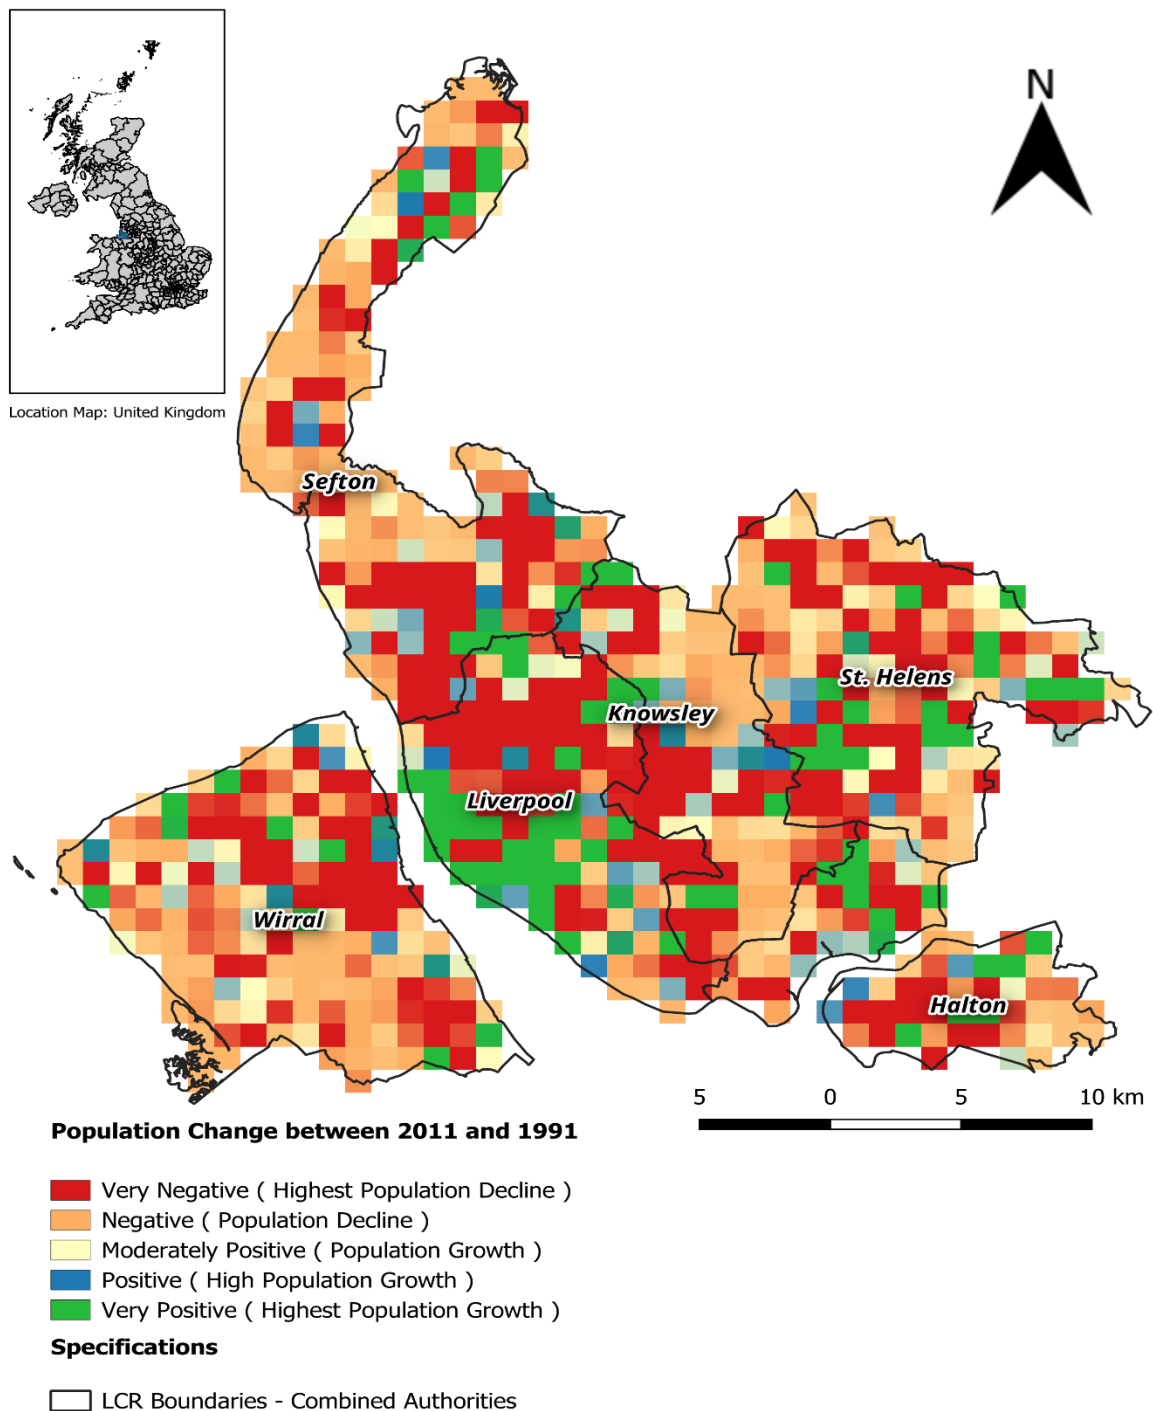 N
Location Map: United Kingdom
Sefton
St. Helens
Knowsley
Liverpool
Wirral
Halton
5 0 5 10 km
Population Change between 2011 and 1991
Very Negative ( Highest Population Decline )
Negative ( Population Decline )
Moderately Positive ( Population Growth )
Positive ( High Population Growth )
Very Positive ( Highest Population Growth )
Specifications
LCR Boundaries - Combined Authorities